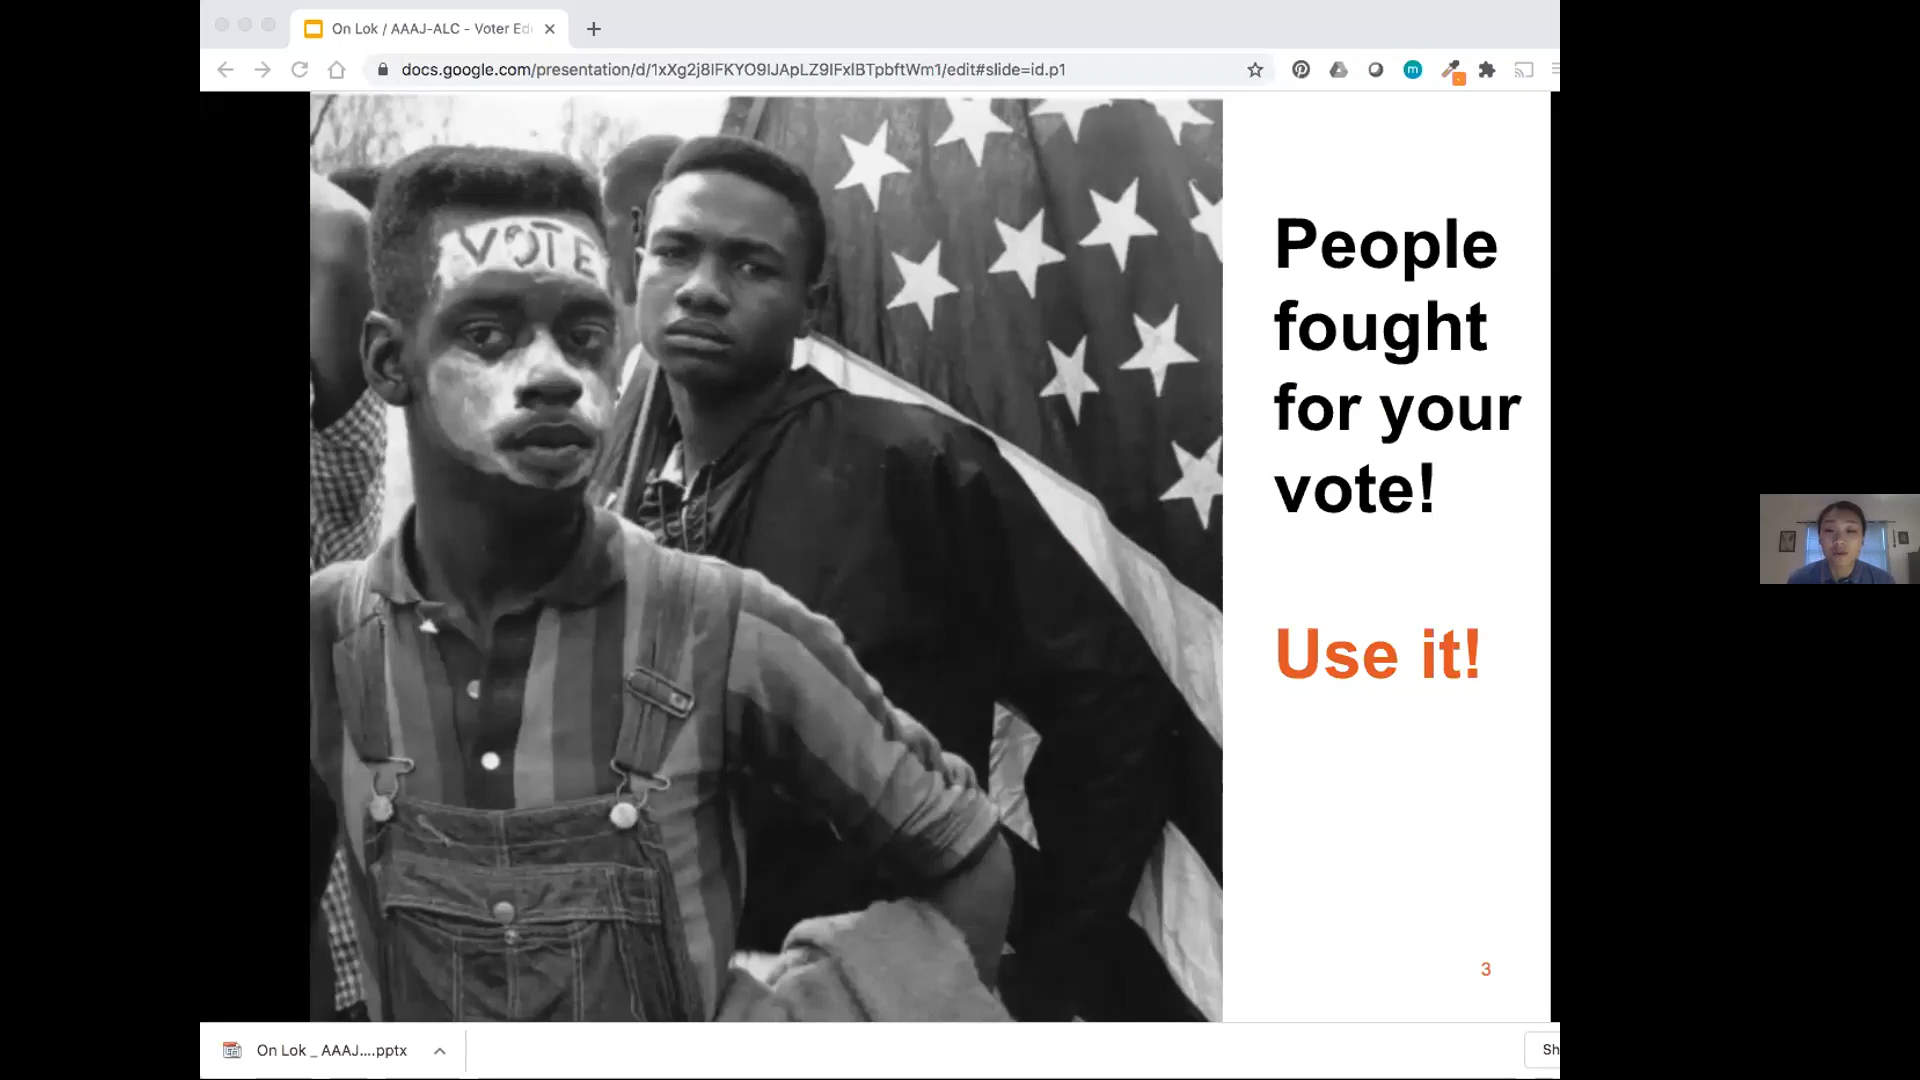 On Lok / AAAJ-ALC - Voter Ed
docs.google.com/presentation/d/1xXg2j8lFKYO9IJApLZ9IFxlBTpbftWm1/edit#slide=id.p1
m
VOTE
People
fought
for your
vote!
Use it!
3
On Lok _ AAAJ....pptx
Sh